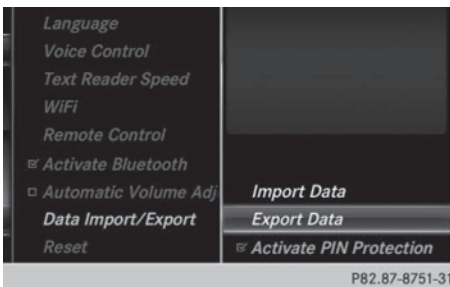 Language
Voice Control
Text Reader Speed
WiFi
Remote Control
Activate Bluetooth
Automatic Volume Adj
Data Import/Export
Reset
Import Data
Export Data
Activate PIN Protection
P82.87-8751-31